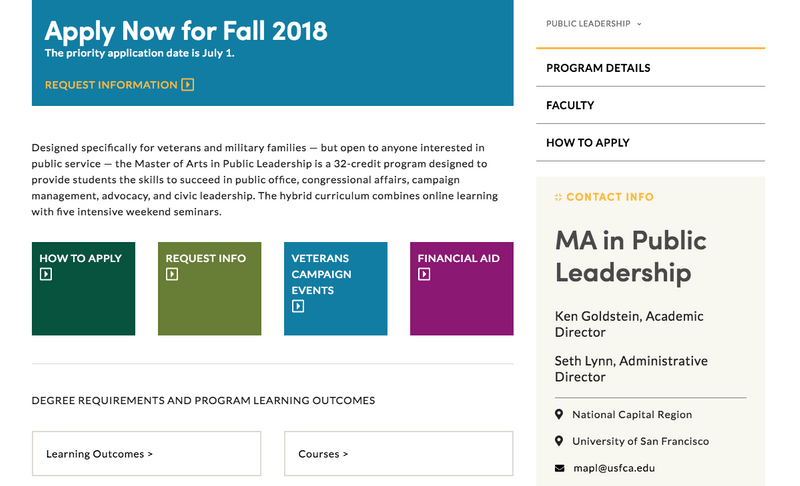 Apply Now for Fall 2018
The priority application date is July 1.
REQUEST INFORMATION
Designed specifically for veterans and military families — but open to anyone interested in
public service — the Master of Arts in Public Leadership is a 32-credit program designed to
provide students the skills to succeed in public office, congressional affairs, campaign
management, advocacy, and civic leadership. The hybrid curriculum combines online learning
with five intensive weekend seminars.
HOW TO APPLY
REQUEST INFO
VETERANS
CAMPAIGN
EVENTS
FINANCIAL AID
DEGREE REQUIREMENTS AND PROGRAM LEARNING OUTCOMES
Learning Outcomes >
Courses >
PUBLIC LEADERSHIP
PROGRAM DETAILS
FACULTY
HOW TO APPLY
CONTACT INFO
MA in Public
Leadership
Ken Goldstein, Academic
Director
Seth Lynn, Administrative
Director
National Capital Region
University of San Francisco
mapl@usfca.edu